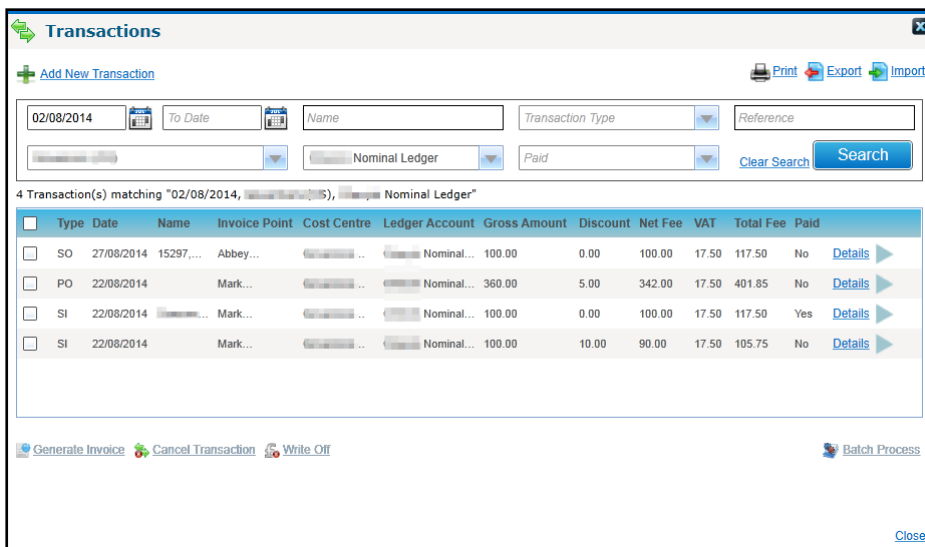 Transactions
Add New Transaction
Print Export Import
02/08/2014 To Date Name Transaction Type Reference
Nominal Ledger Paid Clear Search Search
4 Transaction(s) matching "02/08/2014, Nominal Ledger"
Type Date Name Invoice Point Cost Centre Ledger Account Gross Amount Discount Net Fee VAT Total Fee Paid
SO 27/08/2014 15297,... Abbey... .. Nominal... 100.00 0.00 100.00 17.50 117.50 No Details
PO 22/08/2014 Mark... .. Nominal... 360.00 5.00 342.00 17.50 401.85 No Details
SI 22/08/2014 ... Mark... .. Nominal... 100.00 0.00 100.00 17.50 117.50 Yes Details
SI 22/08/2014 Mark... .. Nominal... 100.00 10.00 90.00 17.50 105.75 No Details
Generate Invoice Cancel Transaction Write Off Batch Process
Close